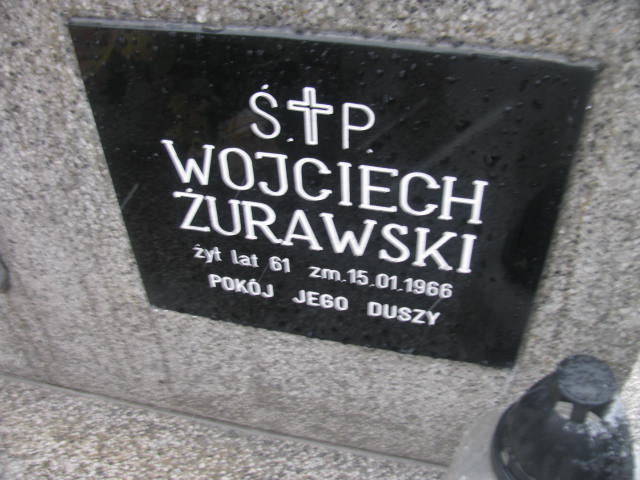 Ś.✝P.
WOJCIECH
ŻURAWSKI
żył lat 61 zm.15.01.1966
POKÓJ JEGO DUSZY